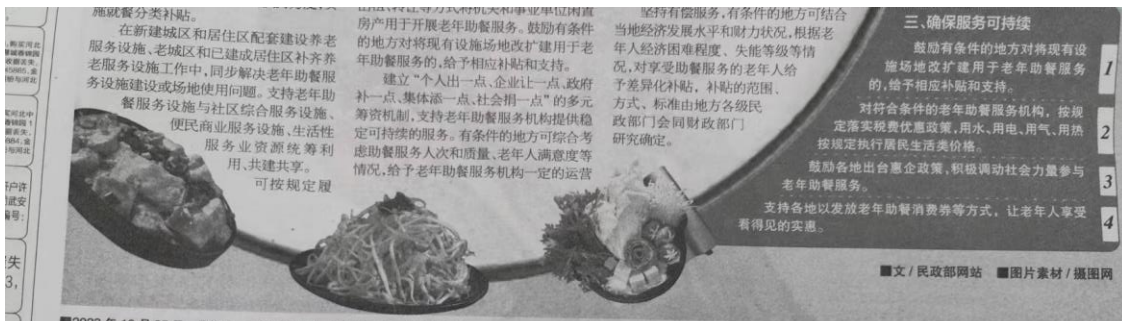 施就餐分类补贴。
在新建城区和居住区配套建设养老
服务设施、老城区和已建成居住区补齐养
老服务设施工作中,同步解决老年助餐服
务设施建设或场地使用问题。支持老年助
餐服务设施与社区综合服务设施、
便民商业服务设施、生活性
服务业资源统筹利
用、共建共享。
可按规定履
等方式将机关和事业单位闲置
房产用于开展老年助餐服务。鼓励有条件
的地方对将现有设施场地改扩建用于老
年助餐服务的,给予相应补贴和支持。
建立“个人出一点、企业让一点、政府
补一点、集体添一点、社会捐一点”的多元
筹资机制,支持老年助餐服务机构提供稳
定可持续的服务。有条件的地方可综合考
虑助餐服务人次和质量、老年人满意度等
情况,给予老年助餐服务机构一定的运营
坚持有偿服务,有条件的地方可结合
当地经济发展水平和财力状况,根据老
年人经济困难程度、失能等级等情
况,对享受助餐服务的老年人给
予差异化补贴,补贴的范围、
方式、标准由地方各级民
政部门会同财政部门
研究确定。
三、确保服务可持续
鼓励有条件的地方对将现有设
施场地改扩建用于老年助餐服务
的,给予相应补贴和支持。
1
对符合条件的老年助餐服务机构,按规
定落实税费优惠政策,用水、用电、用气、用热
按规定执行居民生活类价格。
2
鼓励各地出台惠企政策,积极调动社会力量参与
老年助餐服务。
3
支持各地以发放老年助餐消费券等方式,让老年人享受
看得见的实惠。
4
■文/民政部网站 ■图片素材/摄图网